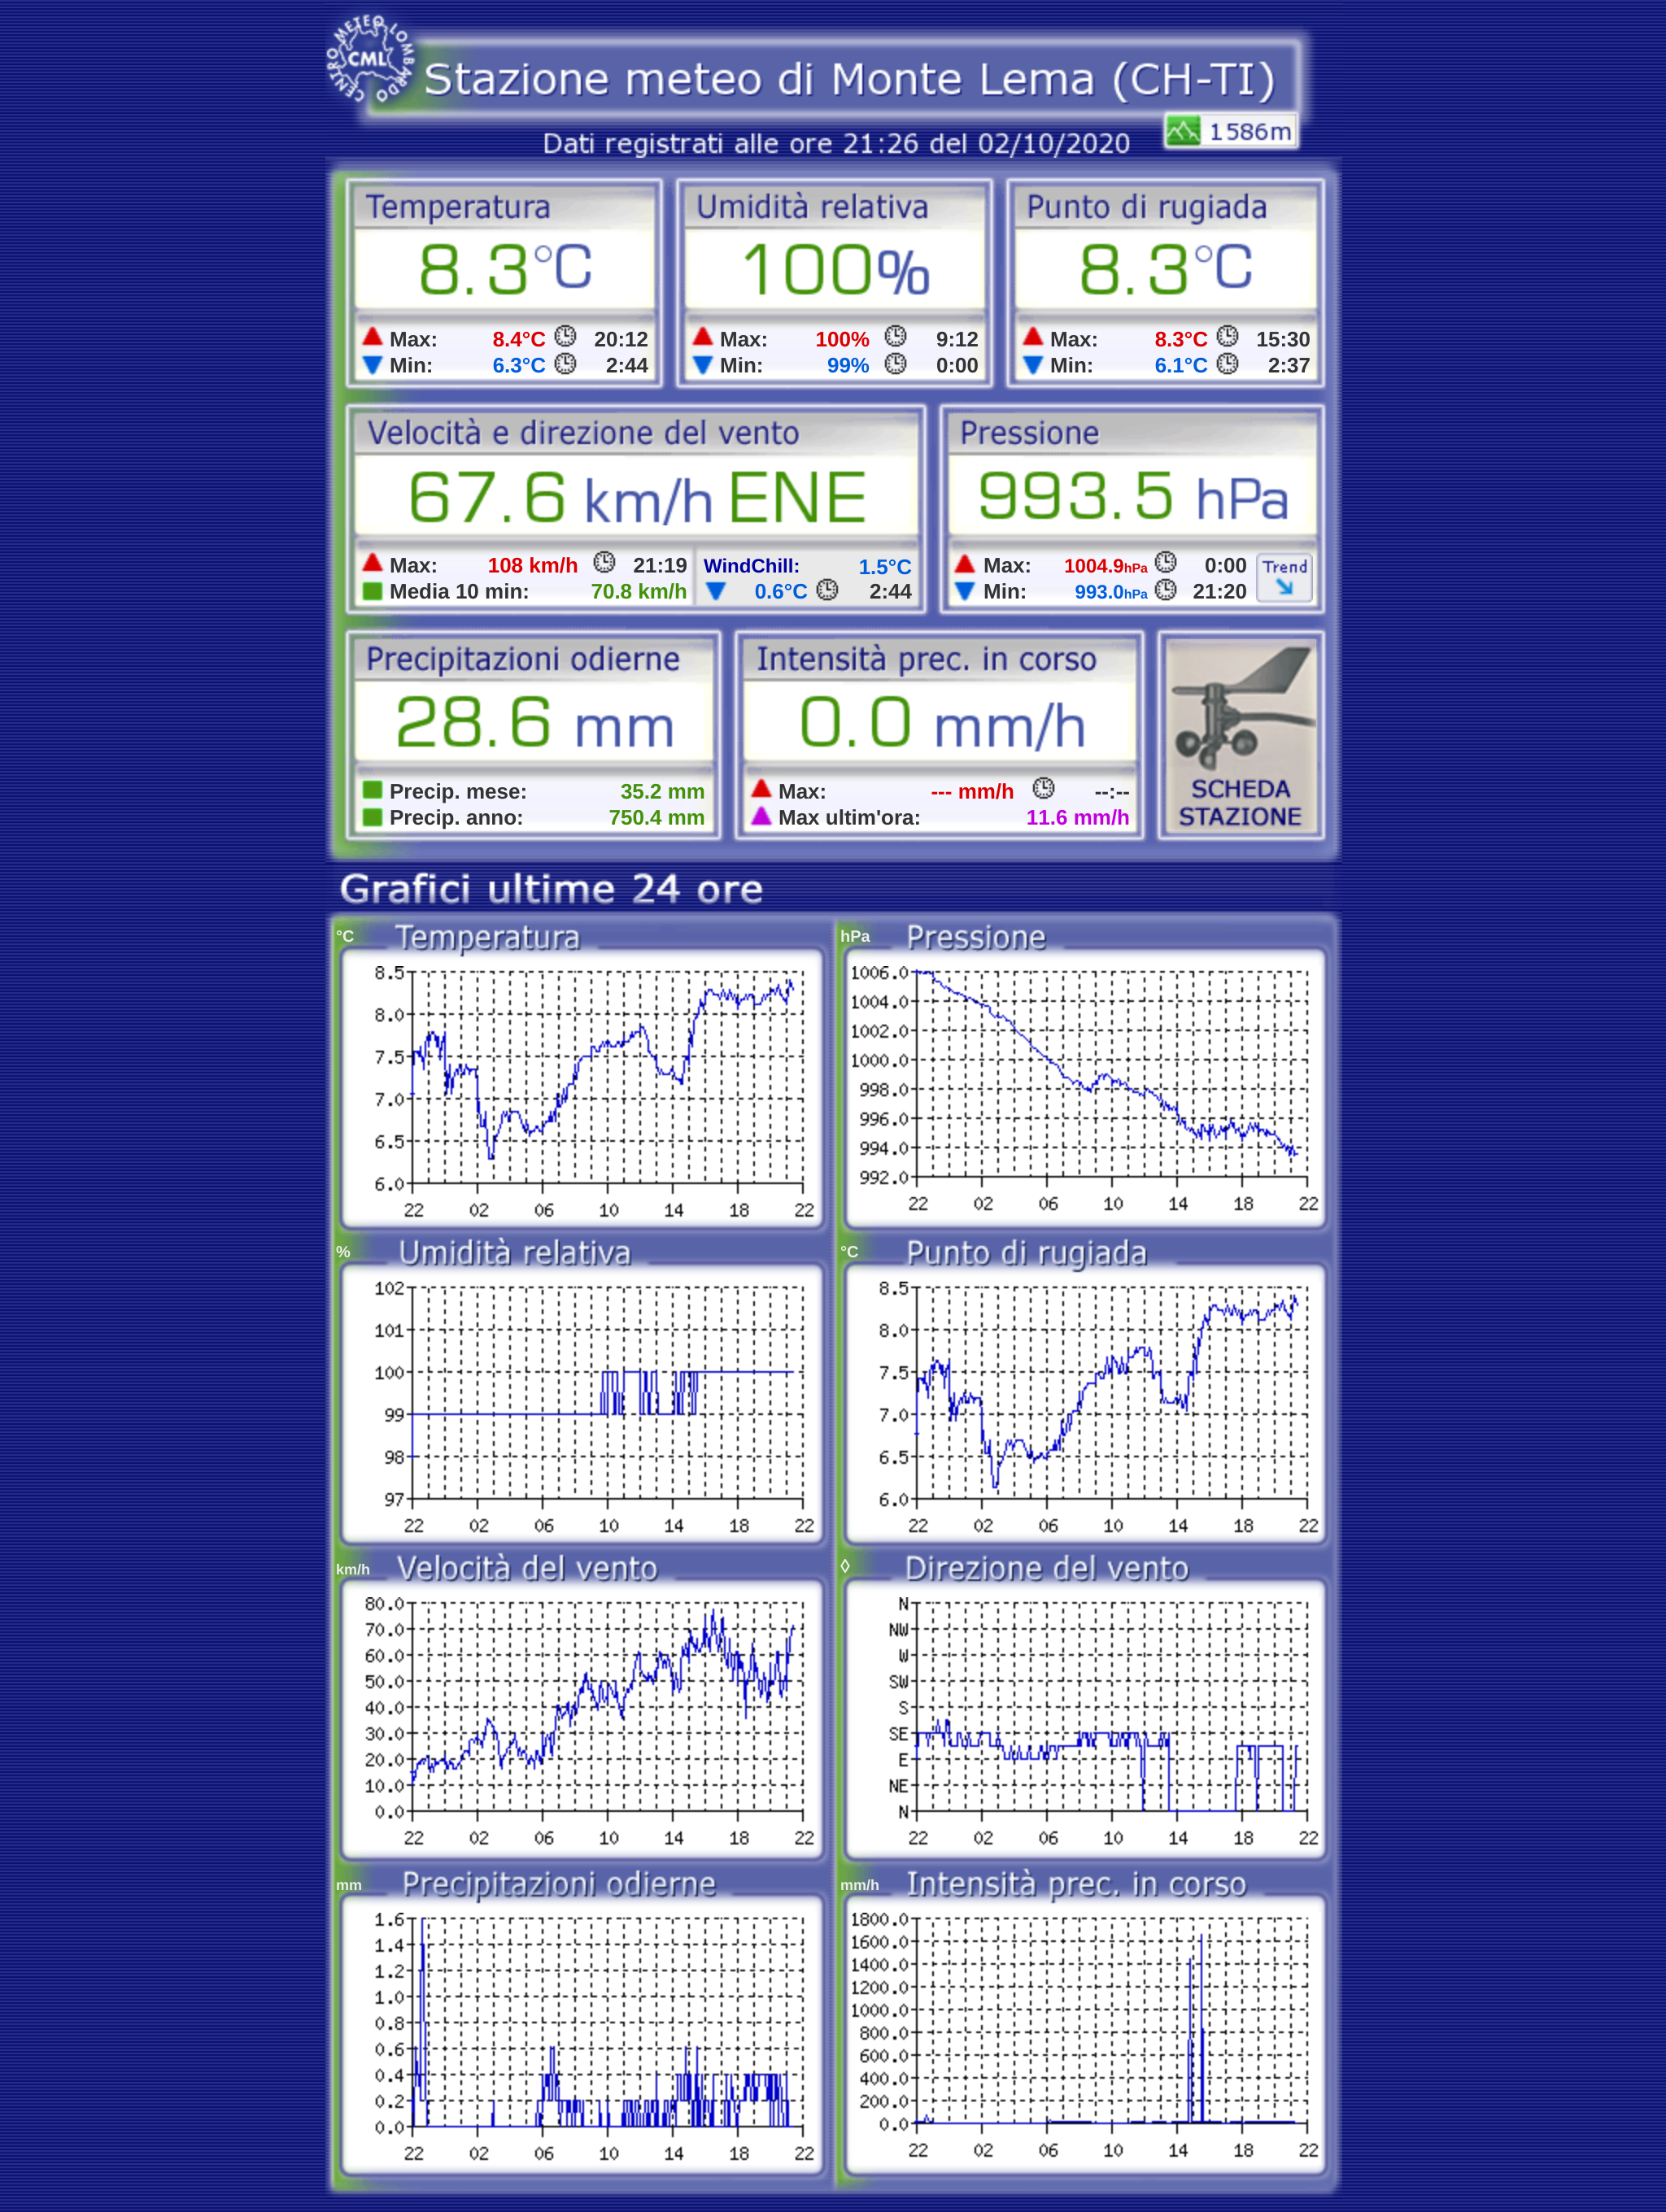 CENTRO METEO LOMBARDO
CML
Stazione meteo di Monte Lema (CH-TI)
Dati registrati alle ore 21:26 del 02/10/2020
1586m
Temperatura
8.3°C
Max: 8.4°C 20:12
Min: 6.3°C 2:44
Umidità relativa
100%
Max: 100% 9:12
Min: 99% 0:00
Punto di rugiada
8.3°C
Max: 8.3°C 15:30
Min: 6.1°C 2:37
Velocità e direzione del vento
67.6 km/h ENE
Max: 108 km/h 21:19
Media 10 min: 70.8 km/h
WindChill: 1.5°C
0.6°C 2:44
Pressione
993.5 hPa
Max: 1004.9hPa 0:00
Min: 993.0hPa 21:20
Trend
Precipitazioni odierne
28.6 mm
Precip. mese: 35.2 mm
Precip. anno: 750.4 mm
Intensità prec. in corso
0.0 mm/h
Max: --- mm/h --:--
Max ultim'ora: 11.6 mm/h
SCHEDA
STAZIONE
Grafici ultime 24 ore
°C Temperatura
8.5
8.0
7.5
7.0
6.5
6.0
22 02 06 10 14 18 22
hPa Pressione
1006.0
1004.0
1002.0
1000.0
998.0
996.0
994.0
992.0
22 02 06 10 14 18 22
% Umidità relativa
102
101
100
99
98
97
22 02 06 10 14 18 22
°C Punto di rugiada
8.5
8.0
7.5
7.0
6.5
6.0
22 02 06 10 14 18 22
km/h Velocità del vento
80.0
70.0
60.0
50.0
40.0
30.0
20.0
10.0
0.0
22 02 06 10 14 18 22
◊ Direzione del vento
N
NW
W
SW
S
SE
E
NE
N
22 02 06 10 14 18 22
mm Precipitazioni odierne
1.6
1.4
1.2
1.0
0.8
0.6
0.4
0.2
0.0
22 02 06 10 14 18 22
mm/h Intensità prec. in corso
1800.0
1600.0
1400.0
1200.0
1000.0
800.0
600.0
400.0
200.0
0.0
22 02 06 10 14 18 22